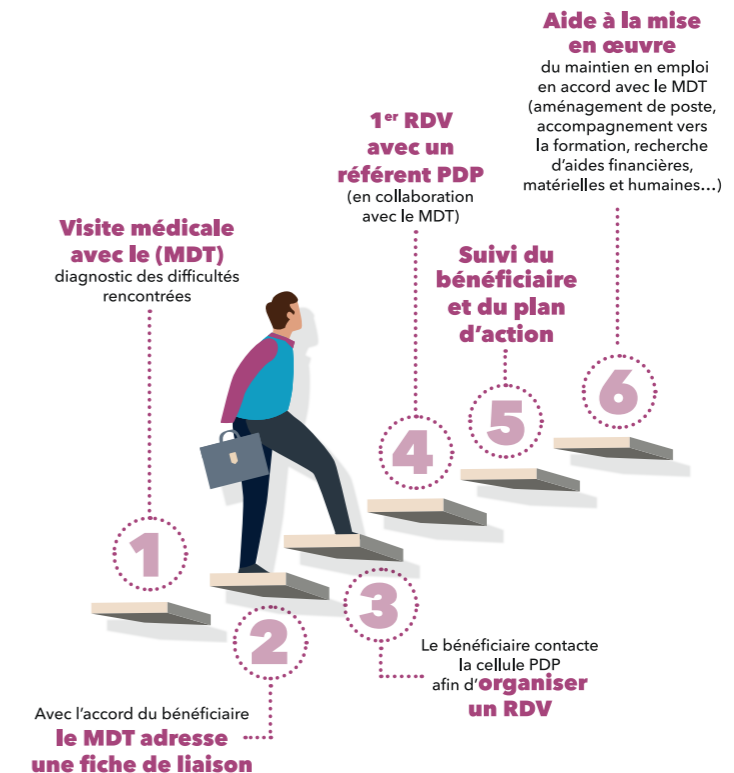 Visite médicale
avec le (MDT)
diagnostic des difficultés
rencontrées
1
Avec l'accord du bénéficiaire
le MDT adresse
une fiche de liaison
2
Le bénéficiaire contacte
la cellule PDP
afin d'organiser
un RDV
3
1er RDV
avec un
référent PDP
(en collaboration
avec le MDT)
4
Suivi du
bénéficiaire
et du plan
d'action
5
Aide à la mise
en œuvre
du maintien en emploi
en accord avec le MDT
(aménagement de poste,
accompagnement vers
la formation, recherche
d'aides financières,
matérielles et humaines...)
6